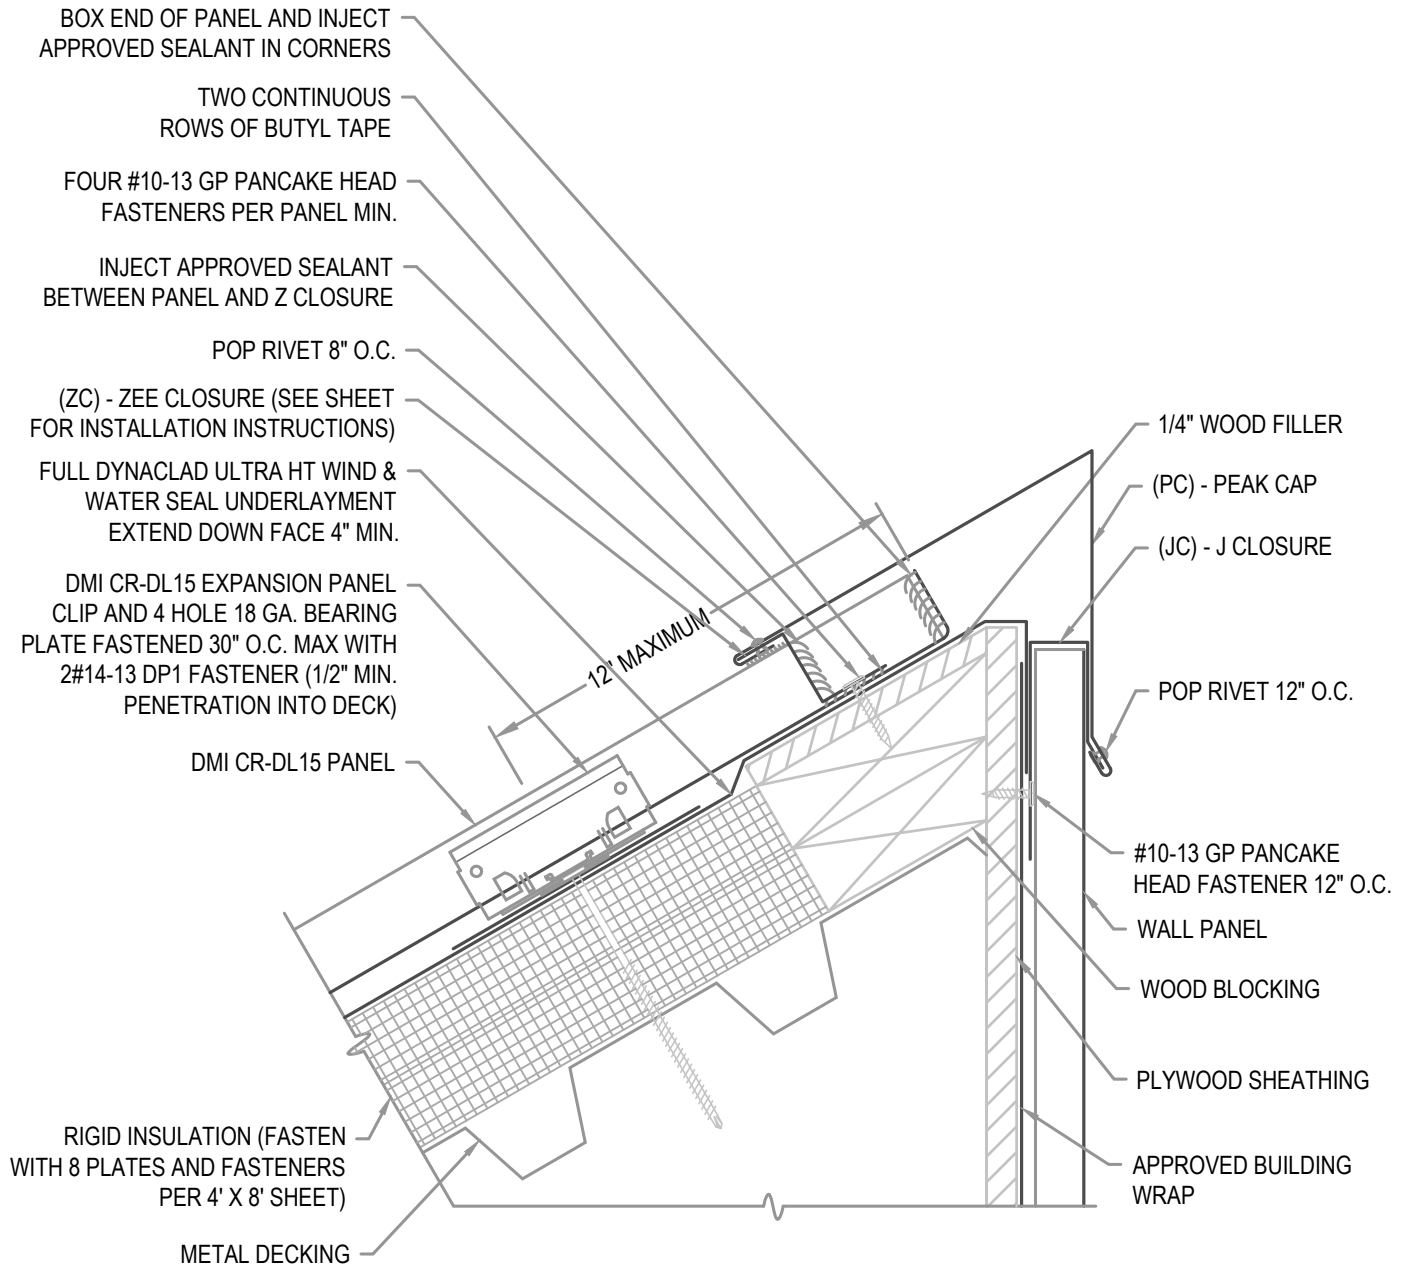 BOX END OF PANEL AND INJECT
APPROVED SEALANT IN CORNERS
TWO CONTINUOUS
ROWS OF BUTYL TAPE
FOUR #10-13 GP PANCAKE HEAD
FASTENERS PER PANEL MIN.
INJECT APPROVED SEALANT
BETWEEN PANEL AND Z CLOSURE
POP RIVET 8" O.C.
(ZC) - ZEE CLOSURE (SEE SHEET
FOR INSTALLATION INSTRUCTIONS)
FULL DYNACLAD ULTRA HT WIND &
WATER SEAL UNDERLAYMENT
EXTEND DOWN FACE 4" MIN.
DMI CR-DL15 EXPANSION PANEL
CLIP AND 4 HOLE 18 GA. BEARING
PLATE FASTENED 30" O.C. MAX WITH
2#14-13 DP1 FASTENER (1/2" MIN.
PENETRATION INTO DECK)
DMI CR-DL15 PANEL
RIGID INSULATION (FASTEN
WITH 8 PLATES AND FASTENERS
PER 4' X 8' SHEET)
METAL DECKING
12" MAXIMUM
1/4" WOOD FILLER
(PC) - PEAK CAP
(JC) - J CLOSURE
POP RIVET 12" O.C.
#10-13 GP PANCAKE
HEAD FASTENER 12" O.C.
WALL PANEL
WOOD BLOCKING
PLYWOOD SHEATHING
APPROVED BUILDING
WRAP